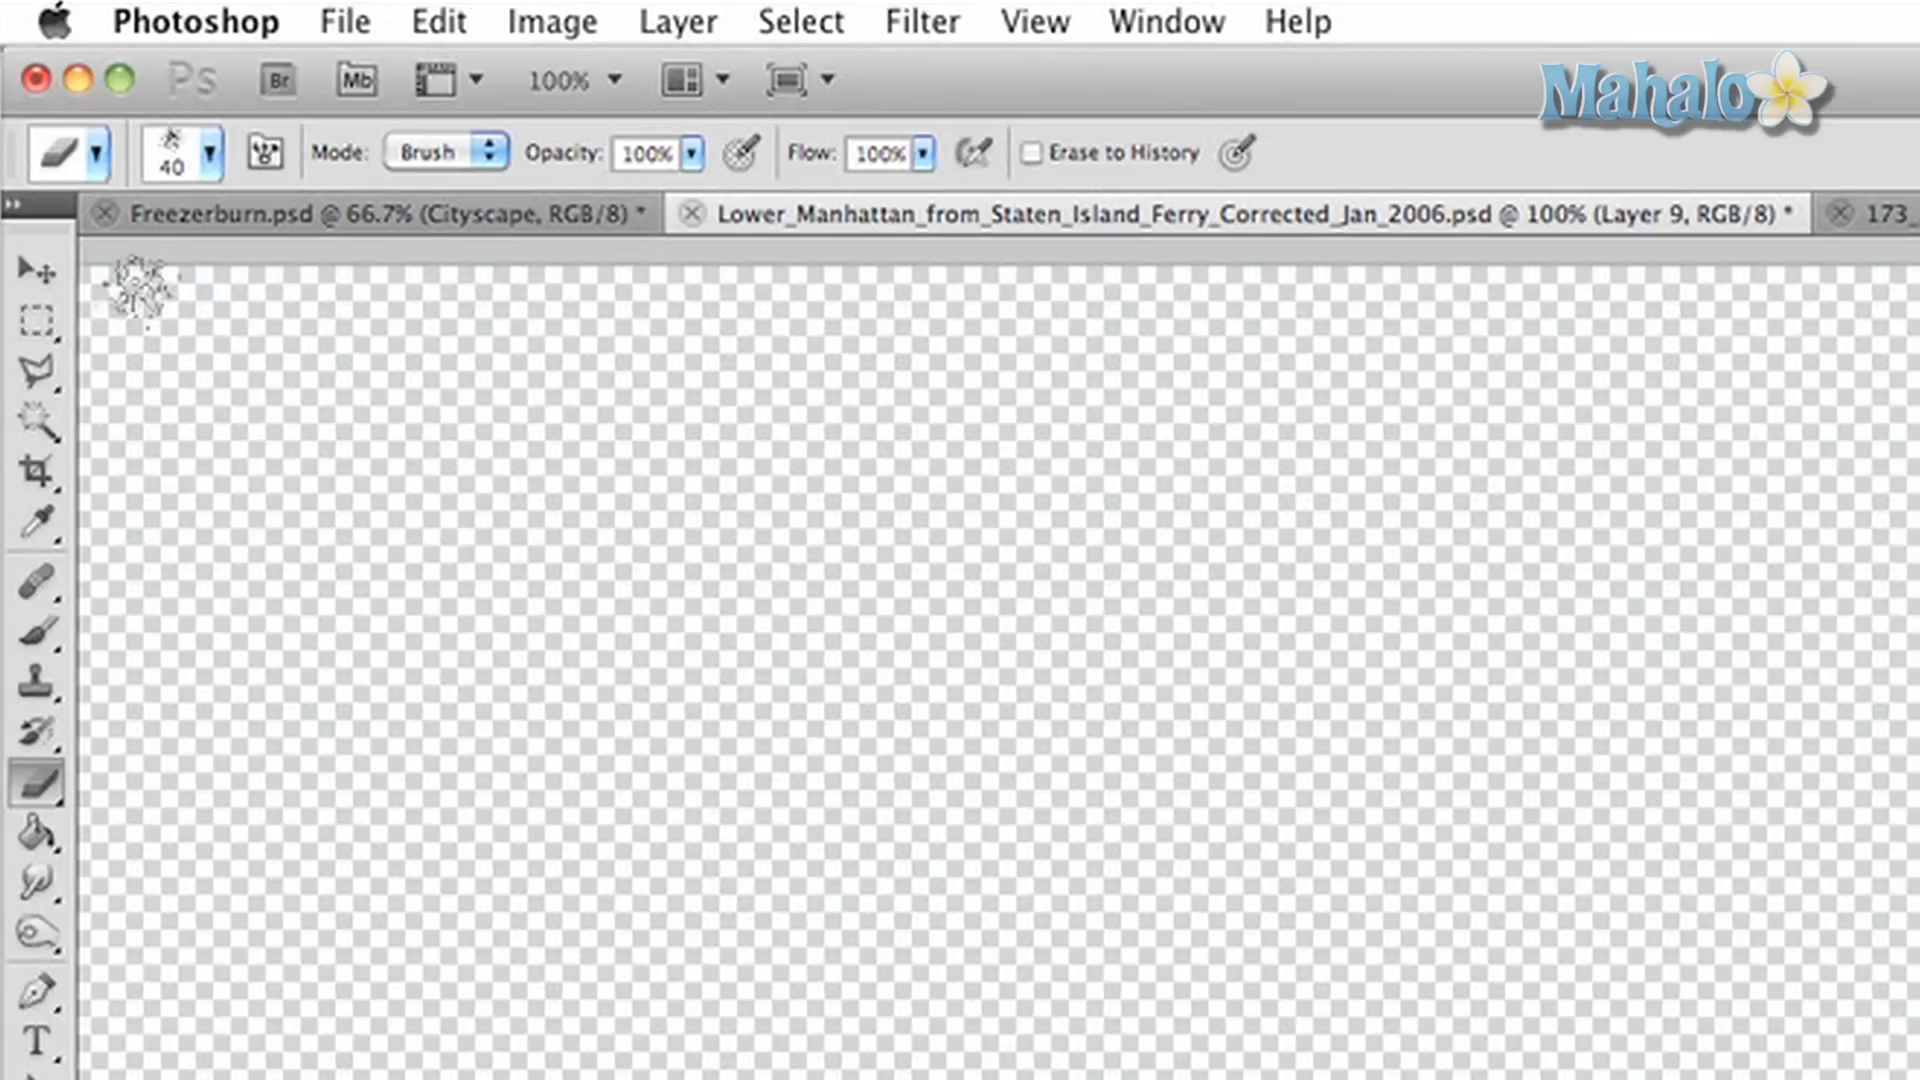 Photoshop File Edit Image Layer Select Filter View Window Help
Ps Br Mb 100%
Mahalo
40 Mode: Brush Opacity: 100% Flow: 100% Erase to History
Freezerburn.psd @ 66.7% (Cityscape, RGB/8) * Lower_Manhattan_from_Staten_Island_Ferry_Corrected_Jan_2006.psd @ 100% (Layer 9, RGB/8) * 173_
T